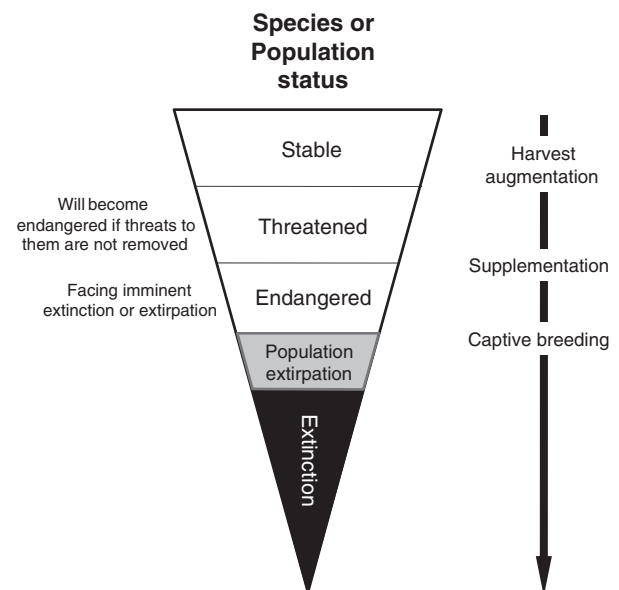 Species or
Population
status
Stable
Harvest
augmentation
Will become
endangered if threats to
them are not removed
Threatened
Supplementation
Facing imminent
extinction or extirpation
Endangered
Captive breeding
Population
extirpation
Extinction